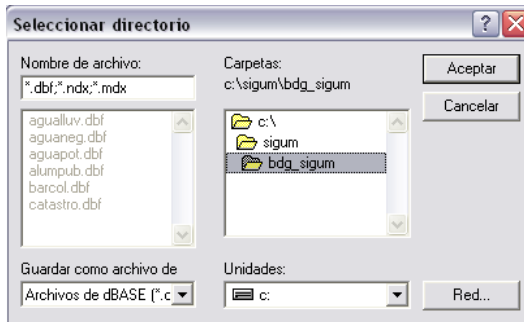 Seleccionar directorio
Nombre de archivo:
*.dbf;*.ndx;*.mdx
agualluv.dbf
aguaneg.dbf
aguapot.dbf
alumpub.dbf
barcol.dbf
catastro.dbf
Guardar como archivo de
Archivos de dBASE (*.c
Carpetas:
c:\sigum\bdg_sigum
c:\
sigum
bdg_sigum
Unidades:
c:
Aceptar
Cancelar
Red...